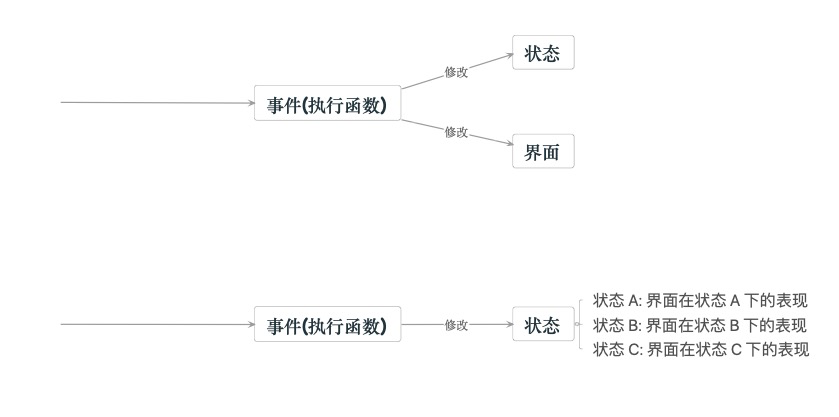 状态
修改
事件(执行函数)
修改
界面
状态 A: 界面在状态 A 下的表现
事件(执行函数)
修改
状态
状态 B: 界面在状态 B 下的表现
状态 C: 界面在状态 C 下的表现